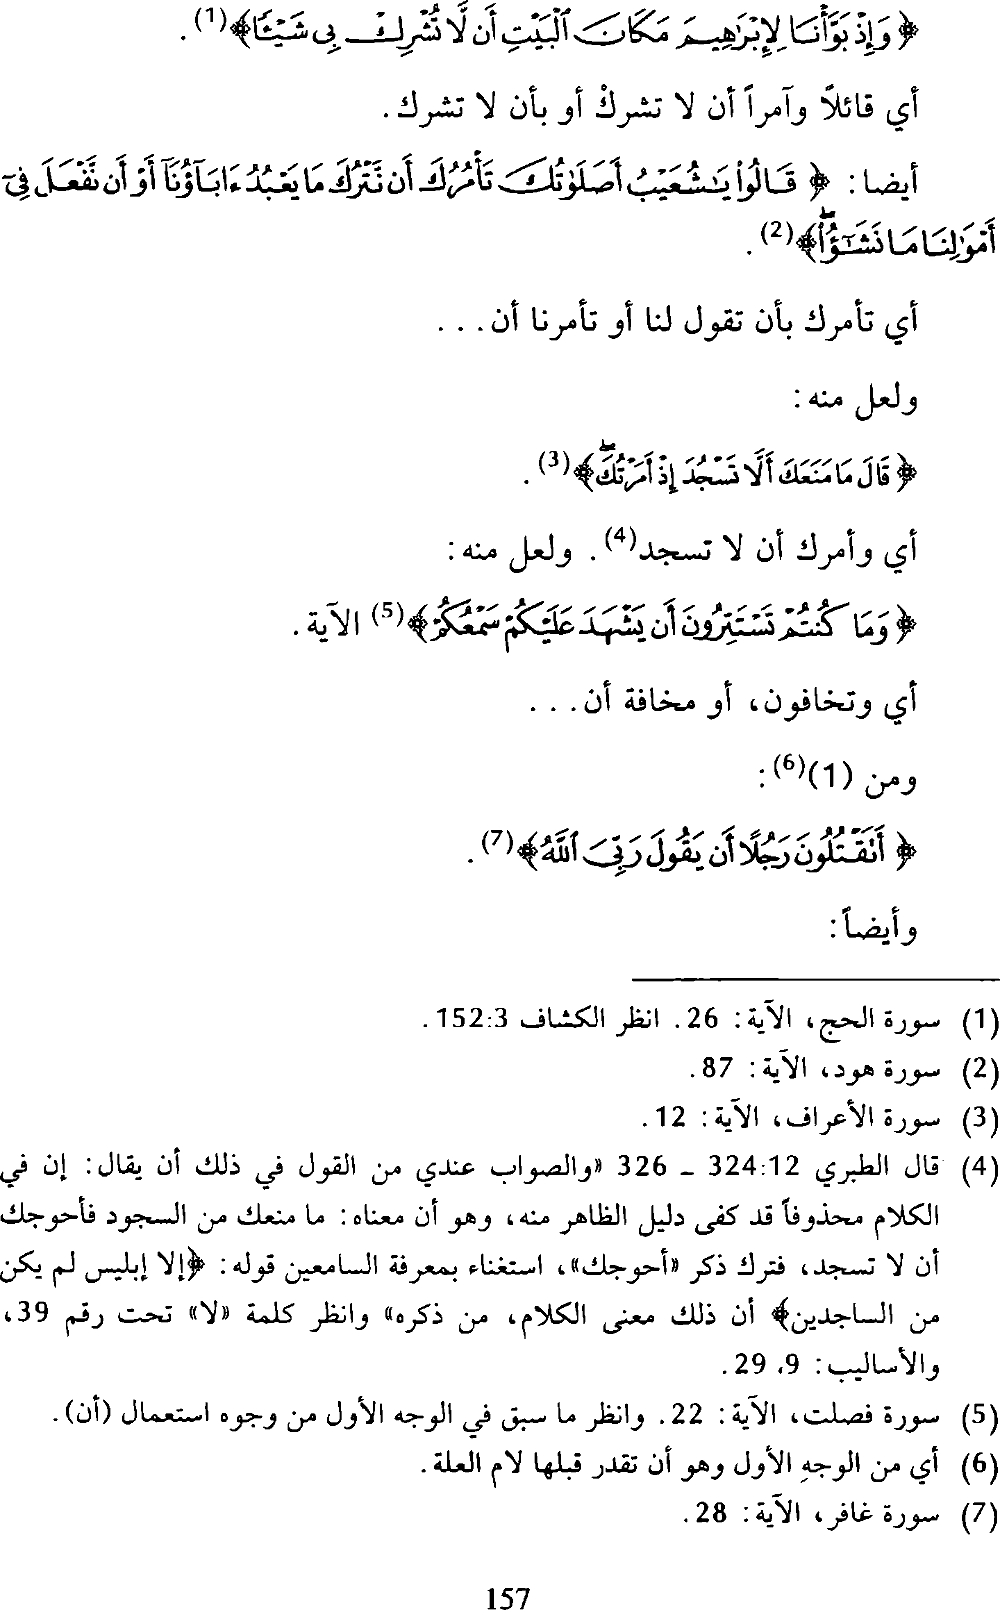 ﴿ وَإِذْ بَوَّأْنَا لِإِبْرَٰهِيمَ مَكَانَ ٱلْبَيْتِ أَن لَّا تُشْرِكْ بِى شَيْـًٔا﴾(1).
أي قائلاً وآمراً أن لا تشركْ أو بأن لا تشرك.
أيضا: ﴿ قَالُوا۟ يَٰشُعَيْبُ أَصَلَوٰتُكَ تَأْمُرُكَ أَن نَّتْرُكَ مَا يَعْبُدُ ءَابَآؤُنَآ أَوْ أَن نَّفْعَلَ فِىٓ
أَمْوَٰلِنَا مَا نَشَٰٓؤُا۟ۖ﴾(2).
أي تأمرك بأن تقول لنا أو تأمرنا أن...
ولعل منه:
﴿ قَالَ مَا مَنَعَكَ أَلَّا تَسْجُدَ إِذْ أَمَرْتُكَۖ﴾(3).
أي وأمرك أن لا تسجد(4). ولعل منه:
﴿ وَمَا كُنتُمْ تَسْتَتِرُونَ أَن يَشْهَدَ عَلَيْكُمْ سَمْعُكُمْ﴾(5) الآية.
أي وتخافون، أو مخافة أن...
ومن (1)(6):
﴿ أَتَقْتُلُونَ رَجُلًا أَن يَقُولَ رَبِّىَ ٱللَّهُ﴾(7).
وأيضاً:
(1) سورة الحج، الآية: 26. انظر الكشاف 152:3.
(2) سورة هود، الآية: 87.
(3) سورة الأعراف، الآية: 12.
(4) قال الطبري 324:12 – 326 «والصواب عندي من القول في ذلك أن يقال: إن في
الكلام محذوفاً قد كفى دليل الظاهر منه، وهو أن معناه: ما منعك من السجود فأحوجك
أن لا تسجد، فترك ذكر «أحوجك»، استغناء بمعرفة السامعين قوله: ﴿إلا إبليس لم يكن
من الساجدين﴾ أن ذلك معنى الكلام، من ذكره» وانظر كلمة «لا» تحت رقم 39،
والأساليب: 9، 29.
(5) سورة فصلت، الآية: 22. وانظر ما سبق في الوجه الأول من وجوه استعمال (أن).
(6) أي من الوجهِ الأول وهو أن تقدر قبلها لام العلة.
(7) سورة غافر، الآية: 28.
157